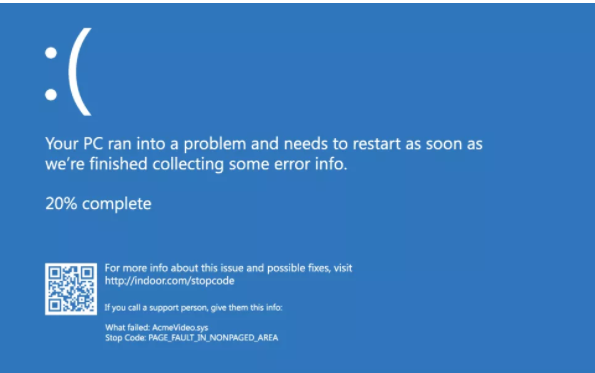 :(
Your PC ran into a problem and needs to restart as soon as
we're finished collecting some error info.
20% complete
For more info about this issue and possible fixes, visit
http://indoor.com/stopcode
If you call a support person, give them this info:
What failed: AcmeVideo.sys
Stop Code: PAGE_FAULT_IN_NONPAGED_AREA